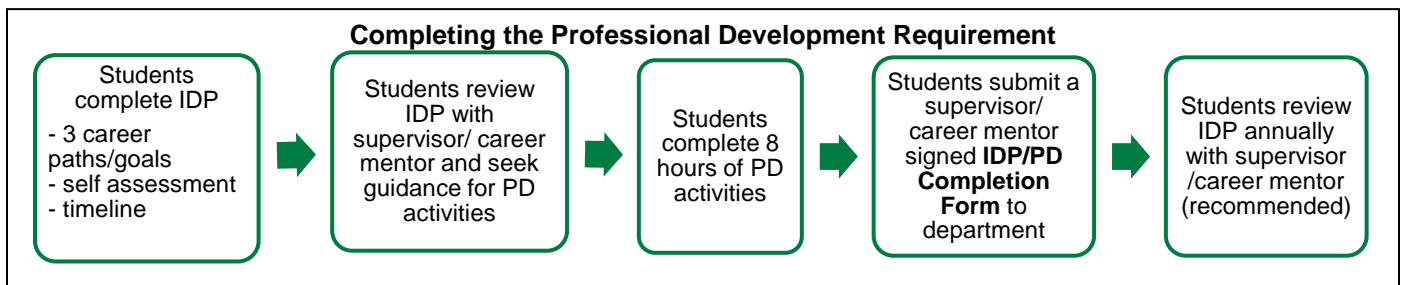 Completing the Professional Development Requirement
Students
complete IDP
- 3 career
paths/goals
- self assessment
- timeline
Students review
IDP with
supervisor/ career
mentor and seek
guidance for PD
activities
Students
complete 8
hours of PD
activities
Students submit a
supervisor/
career mentor
signed IDP/PD
Completion
Form to
department
Students review
IDP annually
with supervisor
/career mentor
(recommended)